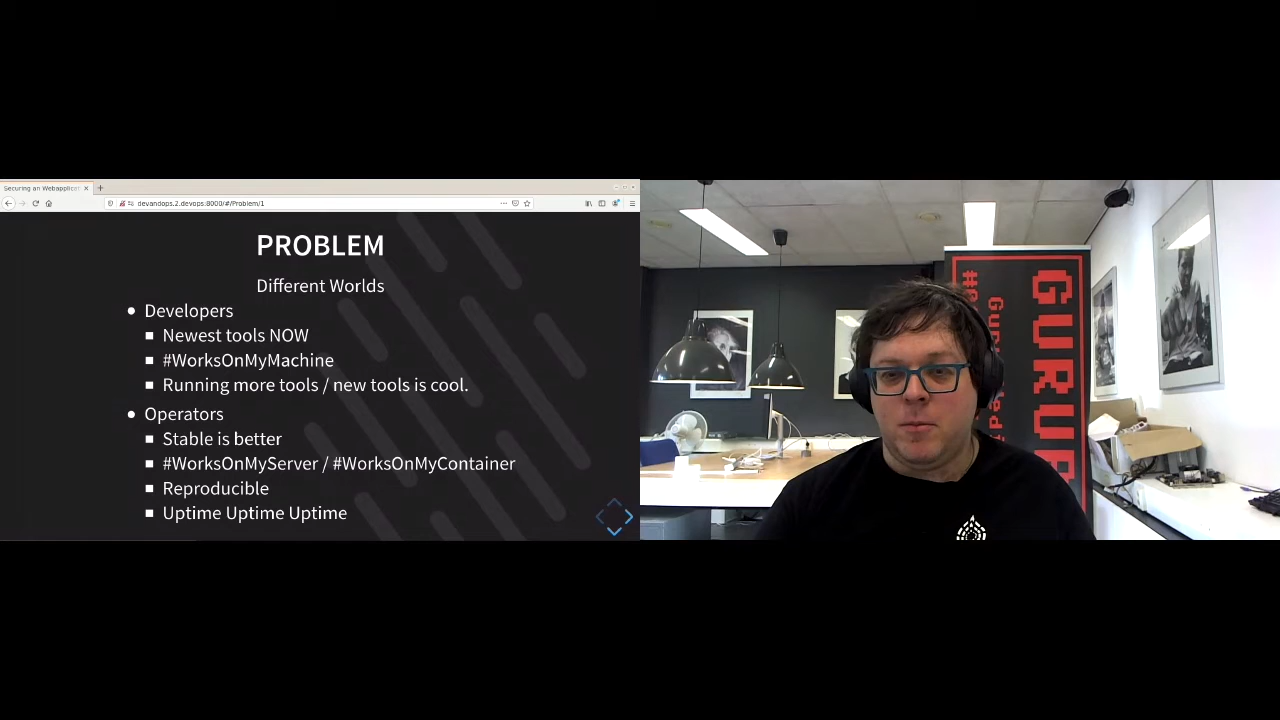 Securing an Webapplicat
devandops.2.devops:8000/#/Problem/1
PROBLEM
Different Worlds
Developers
Newest tools NOW
#WorksOnMyMachine
Running more tools / new tools is cool.
Operators
Stable is better
#WorksOnMyServer / #WorksOnMyContainer
Reproducible
Uptime Uptime Uptime